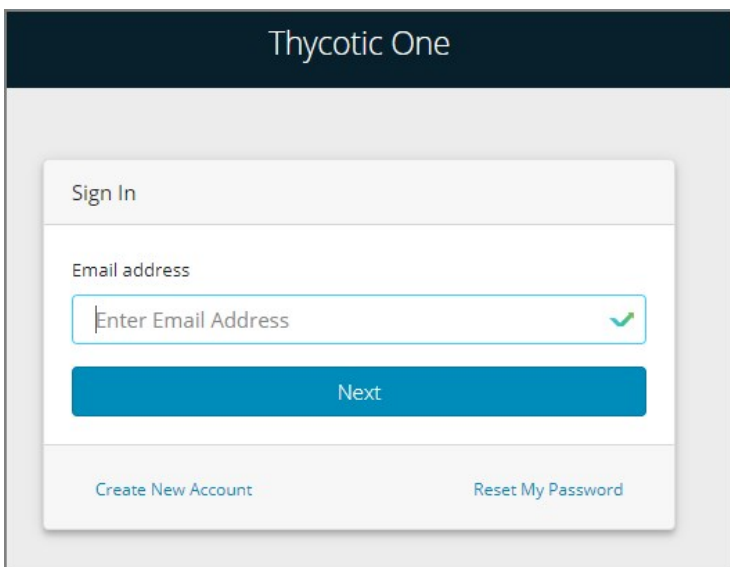 Thycotic One
Sign In
Email address
Enter Email Address
Next
Create New Account
Reset My Password